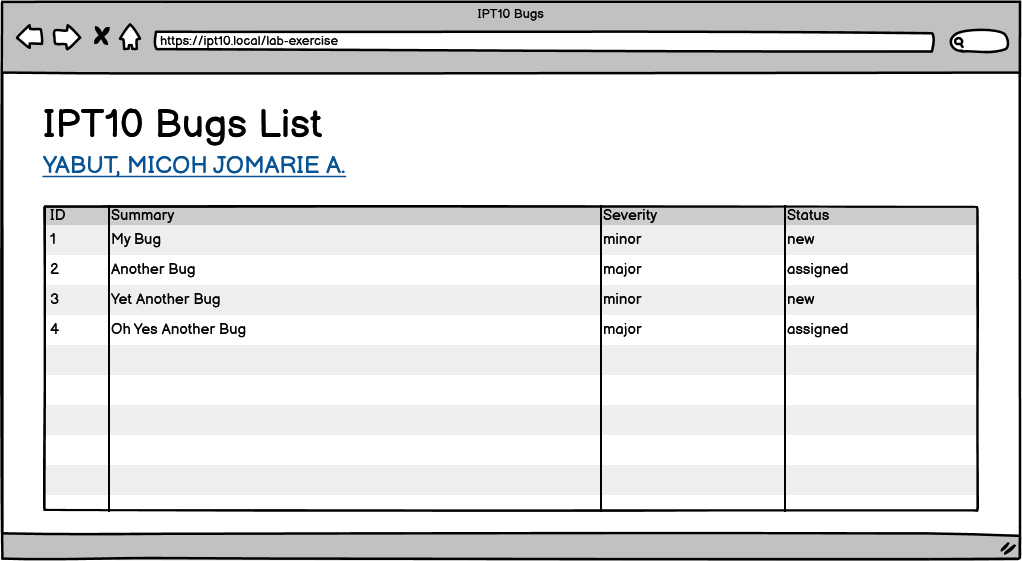 IPT10 Bugs
https://ipt10.local/lab-exercise
IPT10 Bugs List
YABUT, MICOH JOMARIE A.
ID Summary Severity Status
1 My Bug minor new
2 Another Bug major assigned
3 Yet Another Bug minor new
4 Oh Yes Another Bug major assigned